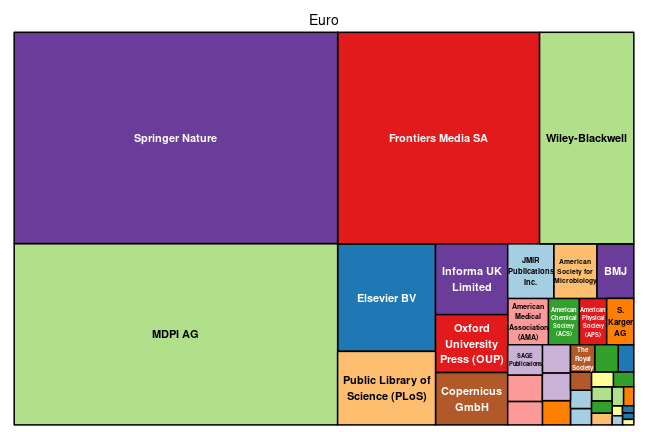 Euro
Springer Nature
Frontiers Media SA
Wiley-Blackwell
MDPI AG
Elsevier BV
Public Library of
Science (PLoS)
Informa UK
Limited
Oxford
University
Press (OUP)
Copernicus
GmbH
JMIR
Publications
Inc.
American
Society for
Microbiology
BMJ
American
Medical
Association
(AMA)
American
Chemical
Society
(ACS)
American
Physical
Society
(APS)
S.
Karger
AG
SAGE
Publications
The
Royal
Society